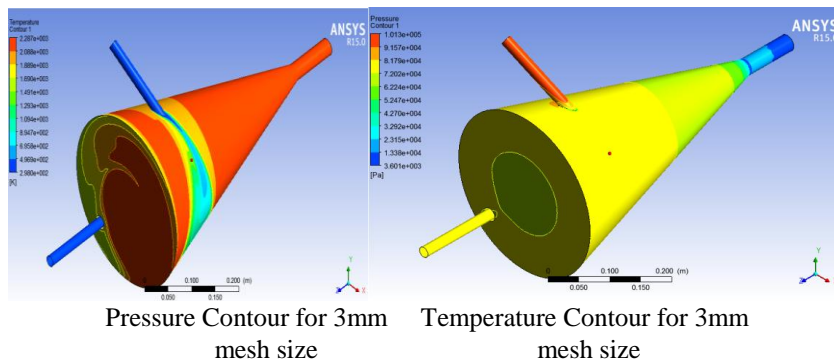 Temperature
Contour 1
2.287e+003
2.088e+003
1.890e+003
1.491e+003
1.293e+003
1.094e+003
8.947e+002
6.958e+002
4.969e+002
2.980e+002
[K]
ANSYS
R15.0
0
0.100
0.200 (m)
0.050
0.150
Y
Z
X
Pressure
Contour 1
1.013e+005
9.157e+004
8.179e+004
7.202e+004
6.224e+004
5.247e+004
4.270e+004
3.292e+004
2.315e+004
1.338e+004
3.601e+003
[Pa]
ANSYS
R15.0
0
0.100
0.200 (m)
0.050
0.150
Y
Z
X
Pressure Contour for 3mm
mesh size
Temperature Contour for 3mm
mesh size